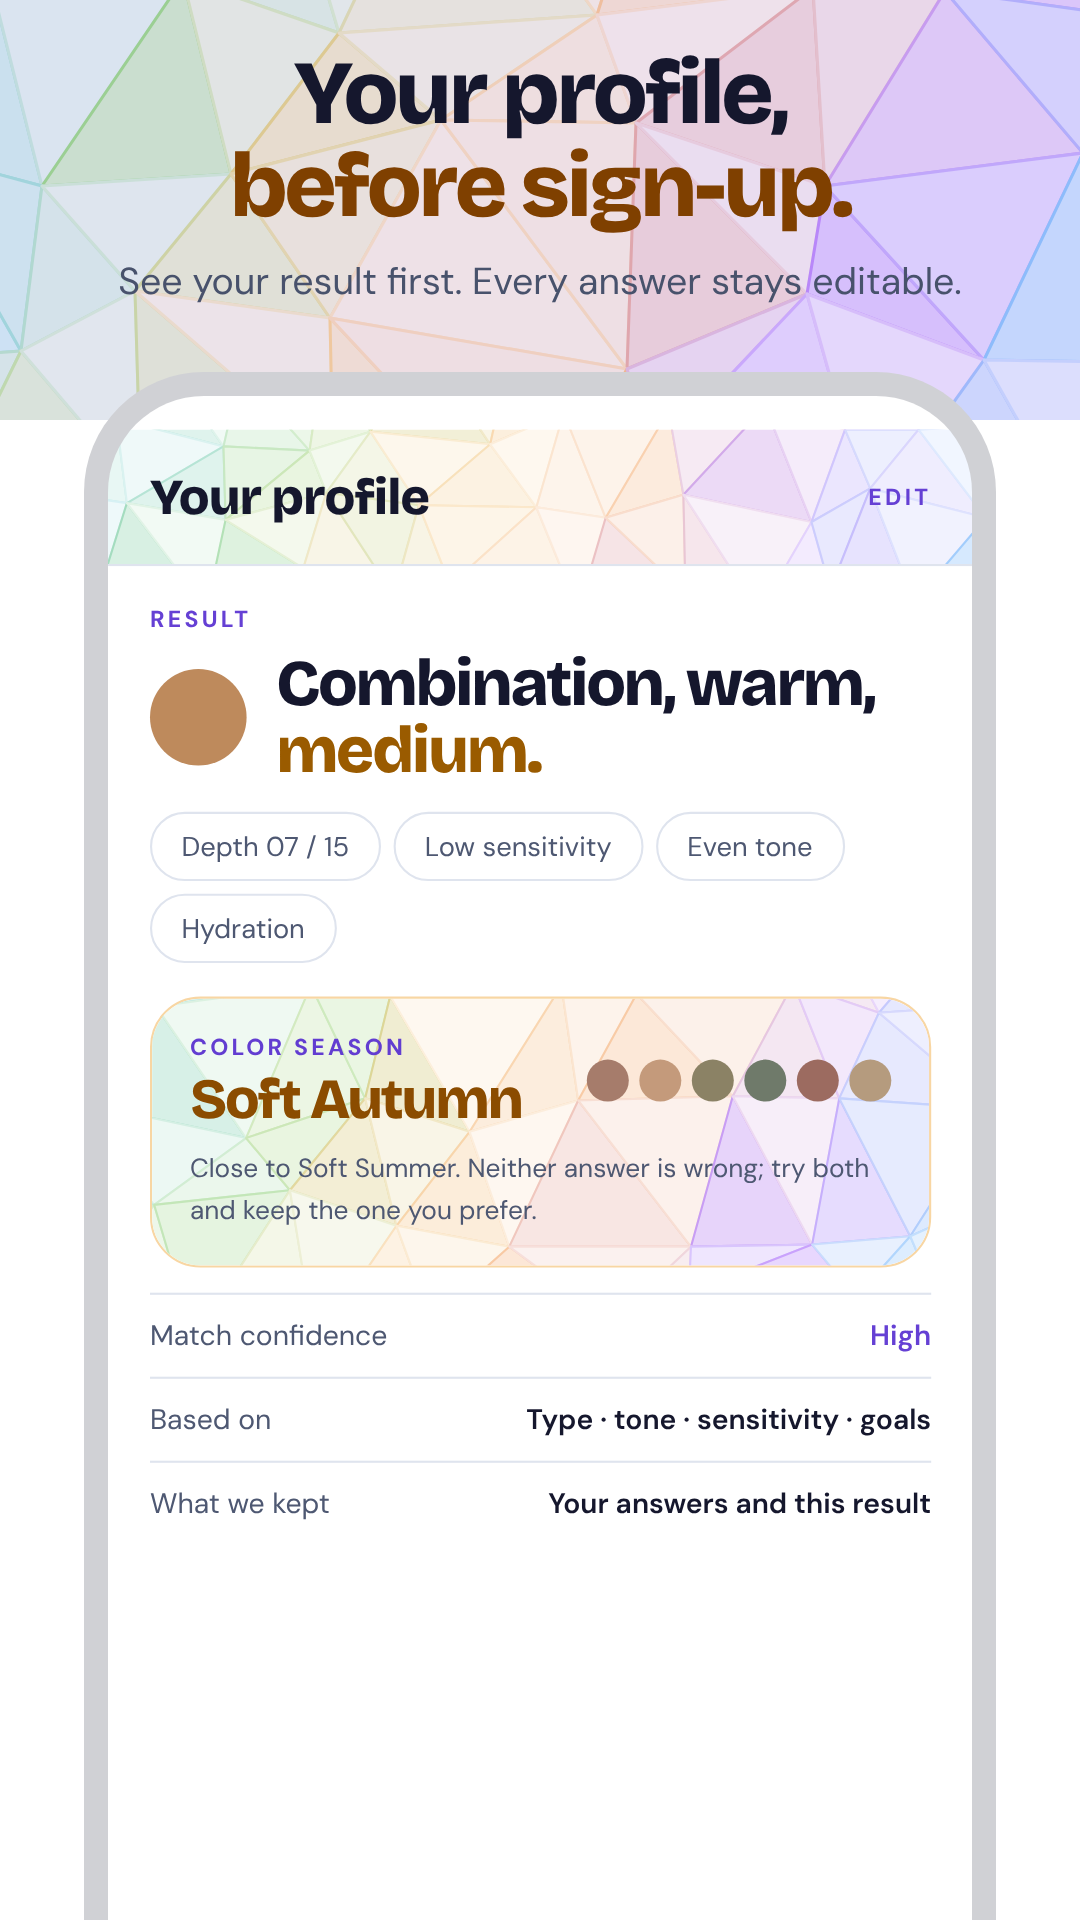 Your profile,
before sign-up.
See your result first. Every answer stays editable.
Your profile
EDIT
RESULT
Combination, warm,
medium.
Depth 07 / 15
Low sensitivity
Even tone
Hydration
COLOR SEASON
Soft Autumn
Close to Soft Summer. Neither answer is wrong; try both
and keep the one you prefer.
Match confidence
High
Based on
Type · tone · sensitivity · goals
What we kept
Your answers and this result